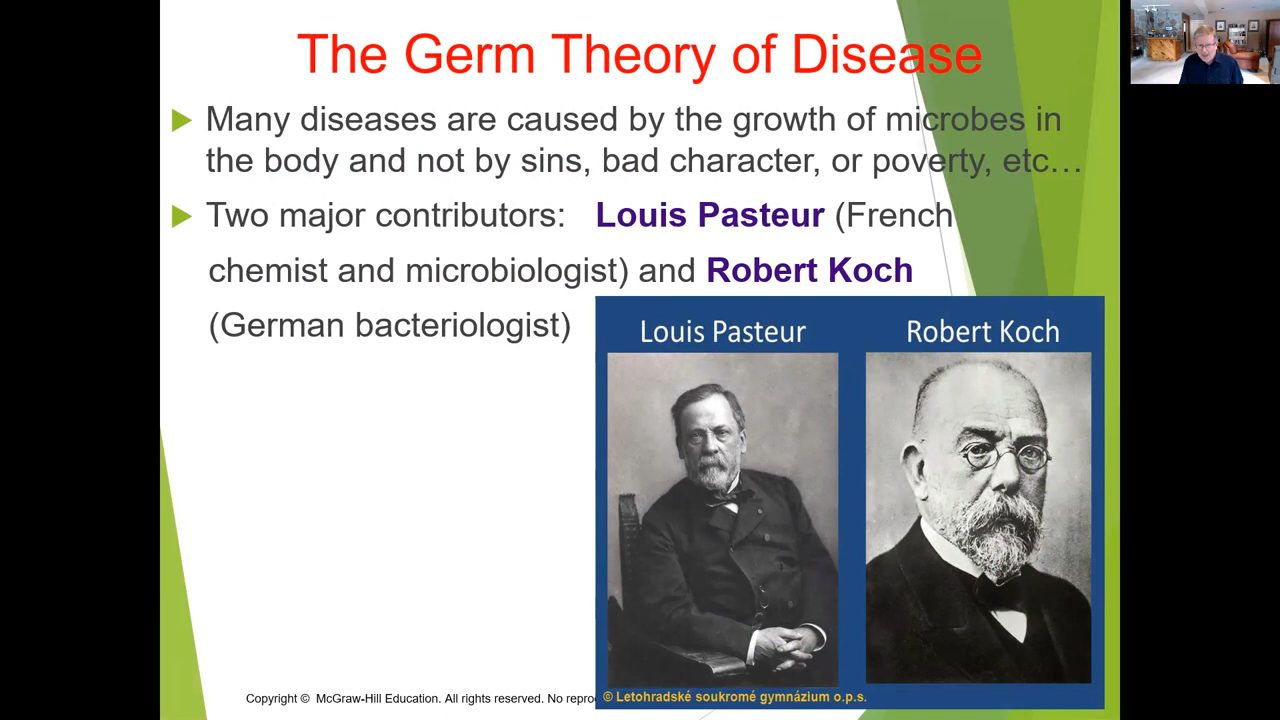 The Germ Theory of Disease
Many diseases are caused by the growth of microbes in
the body and not by sins, bad character, or poverty, etc…
Two major contributors: Louis Pasteur (French
chemist and microbiologist) and Robert Koch
(German bacteriologist)
Louis Pasteur
Robert Koch
Copyright © McGraw-Hill Education. All rights reserved. No
© Letohradské soukromé gymnázium o.p.s.